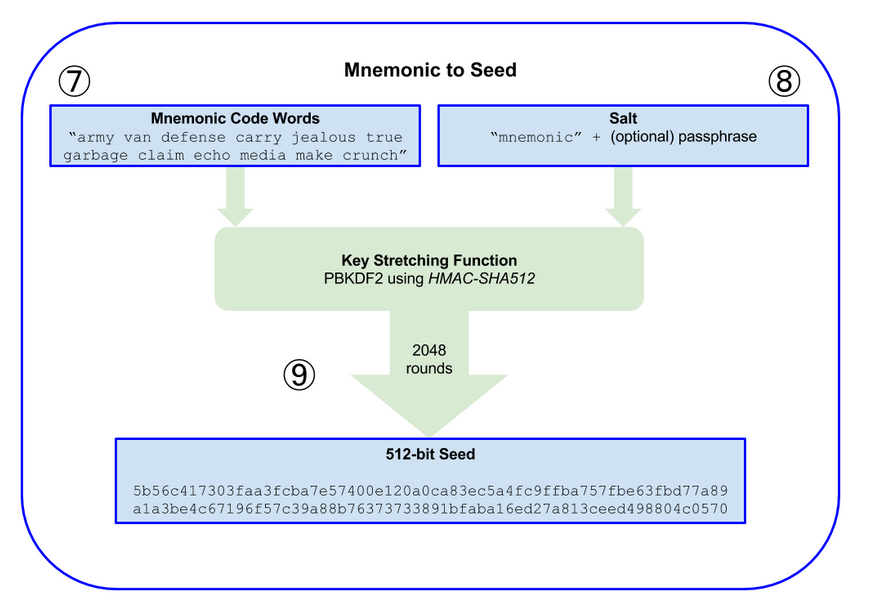 Mnemonic to Seed
⑦
⑧
Mnemonic Code Words
“army van defense carry jealous true
garbage claim echo media make crunch”
Salt
“mnemonic” + (optional) passphrase
Key Stretching Function
PBKDF2 using HMAC-SHA512
2048
rounds
⑨
512-bit Seed
5b56c417303faa3fcba7e57400e120a0ca83ec5a4fc9ffba757fbe63fbd77a89
a1a3be4c67196f57c39a88b76373733891bfaba16ed27a813ceed498804c0570